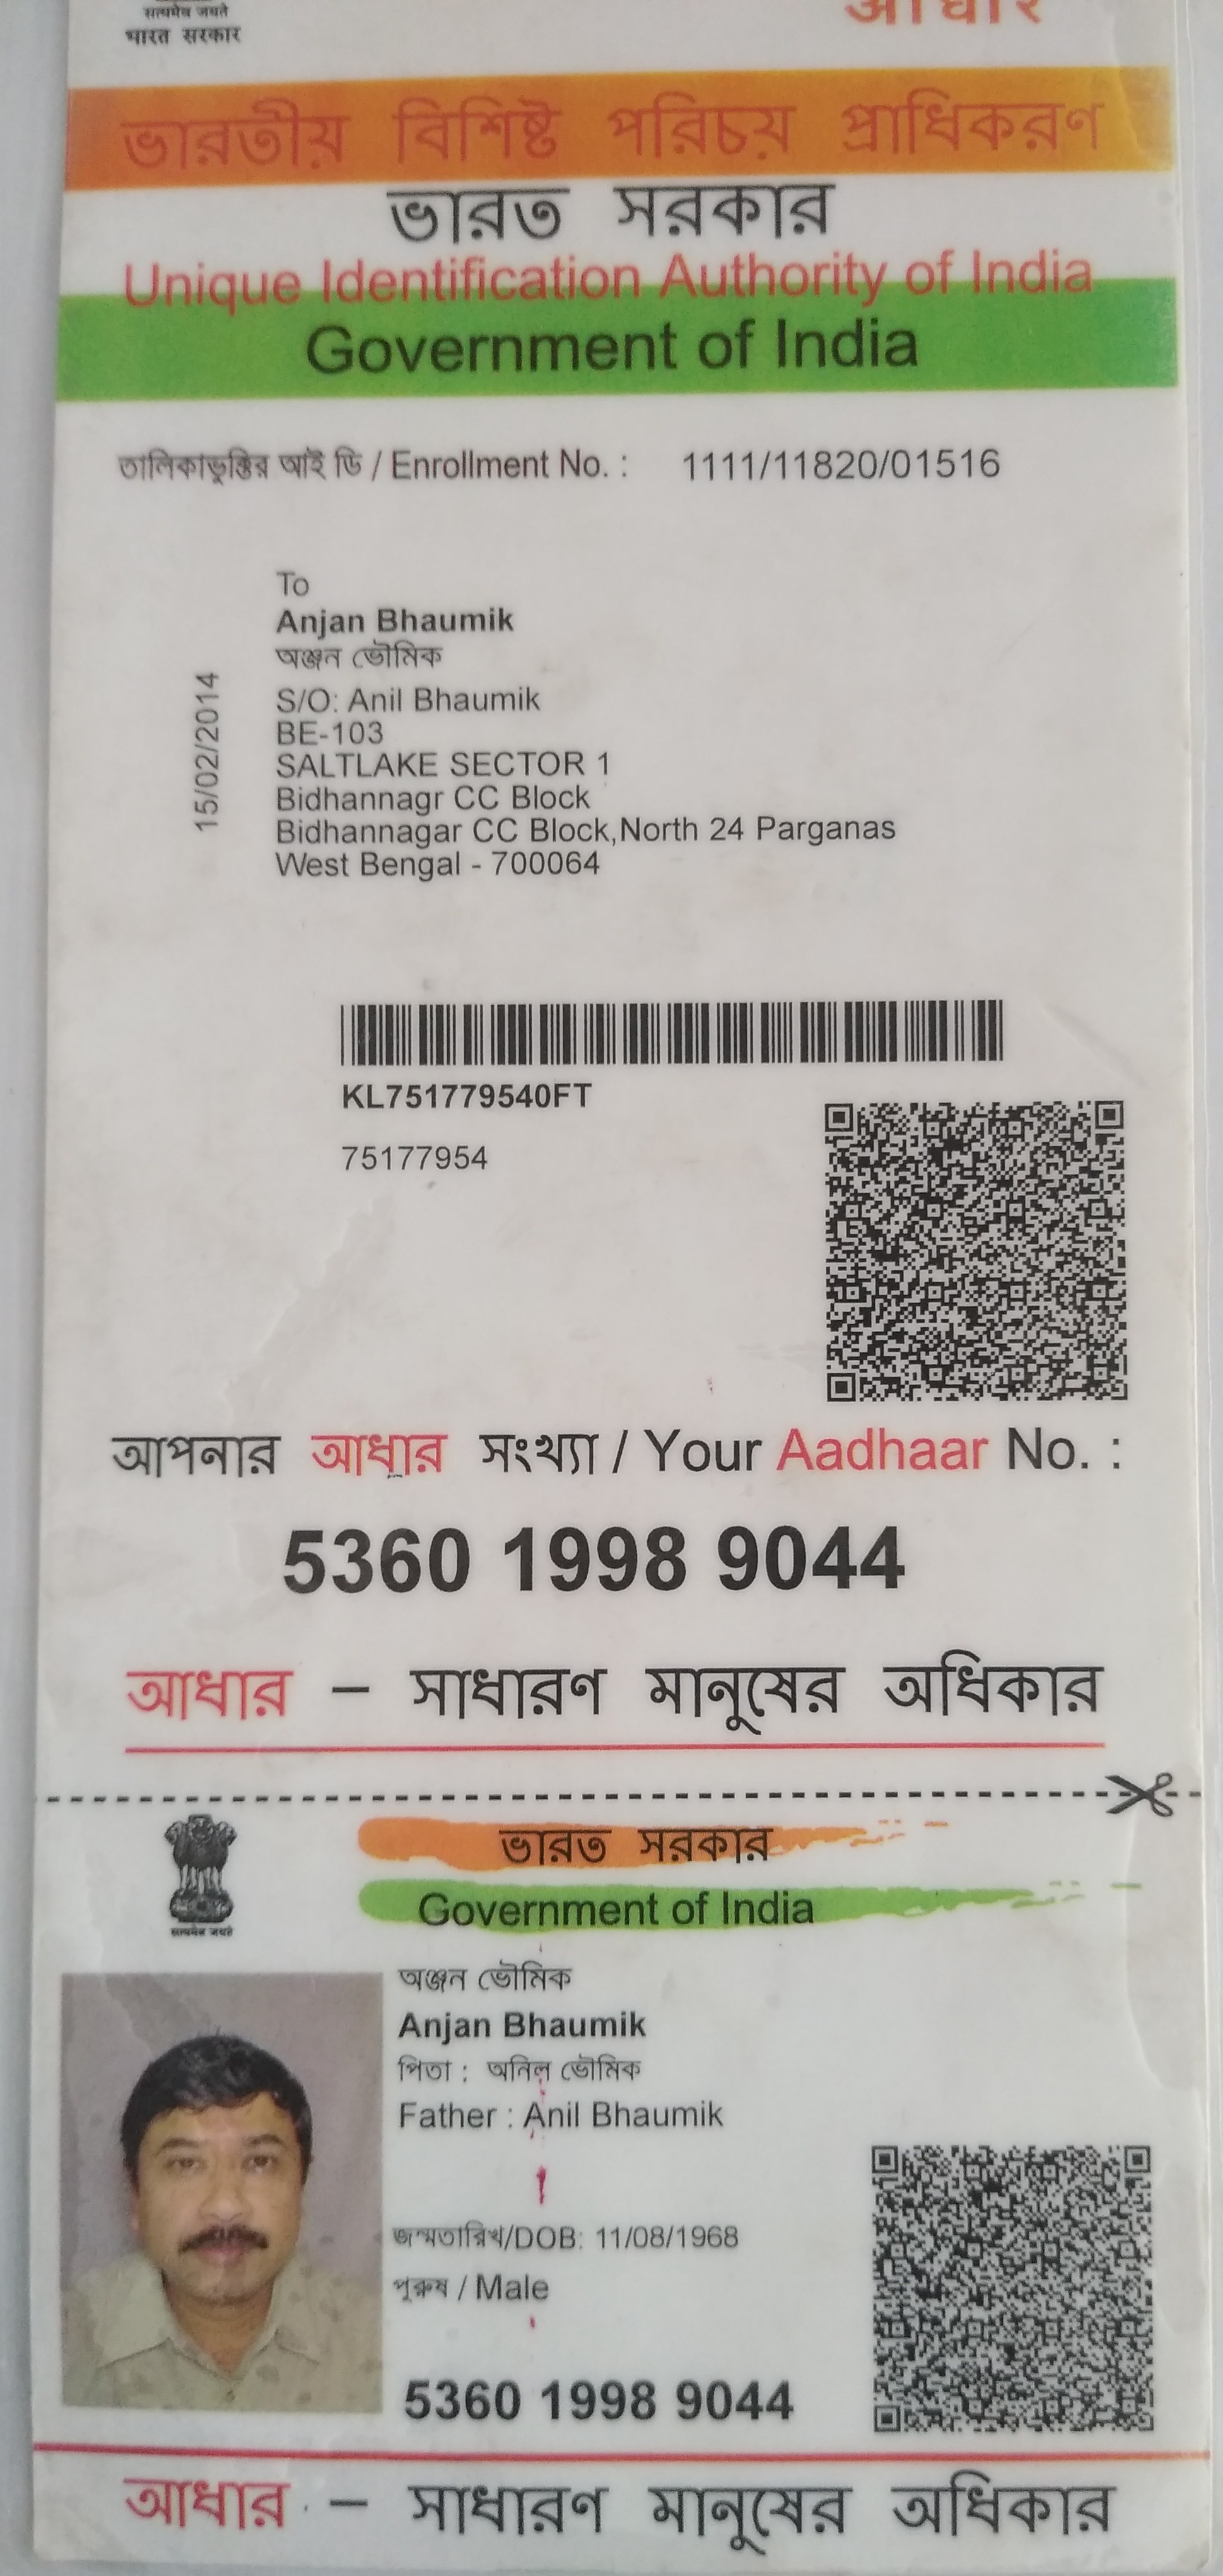 सत्यमेव जयते
भारत सरकार
आधार
ভারতীয় বিশিষ্ট পরিচয় প্রাধিকরণ
ভারত সরকার
Unique Identification Authority of India
Government of India
তালিকাভুক্তির আই ডি / Enrollment No. : 1111/11820/01516
15/02/2014
To
Anjan Bhaumik
অঞ্জন ভৌমিক
S/O: Anil Bhaumik
BE-103
SALTLAKE SECTOR 1
Bidhannagr CC Block
Bidhannagar CC Block,North 24 Parganas
West Bengal - 700064
KL751779540FT
75177954
আপনার আধার সংখ্যা / Your Aadhaar No. :
5360 1998 9044
আধার – সাধারণ মানুষের অধিকার
ভারত সরকার
Government of India
सत्यमेव जयते
অঞ্জন ভৌমিক
Anjan Bhaumik
পিতা : অনিল ভৌমিক
Father : Anil Bhaumik
জন্মতারিখ/DOB: 11/08/1968
পুরুষ / Male
5360 1998 9044
আধার – সাধারণ মানুষের অধিকার